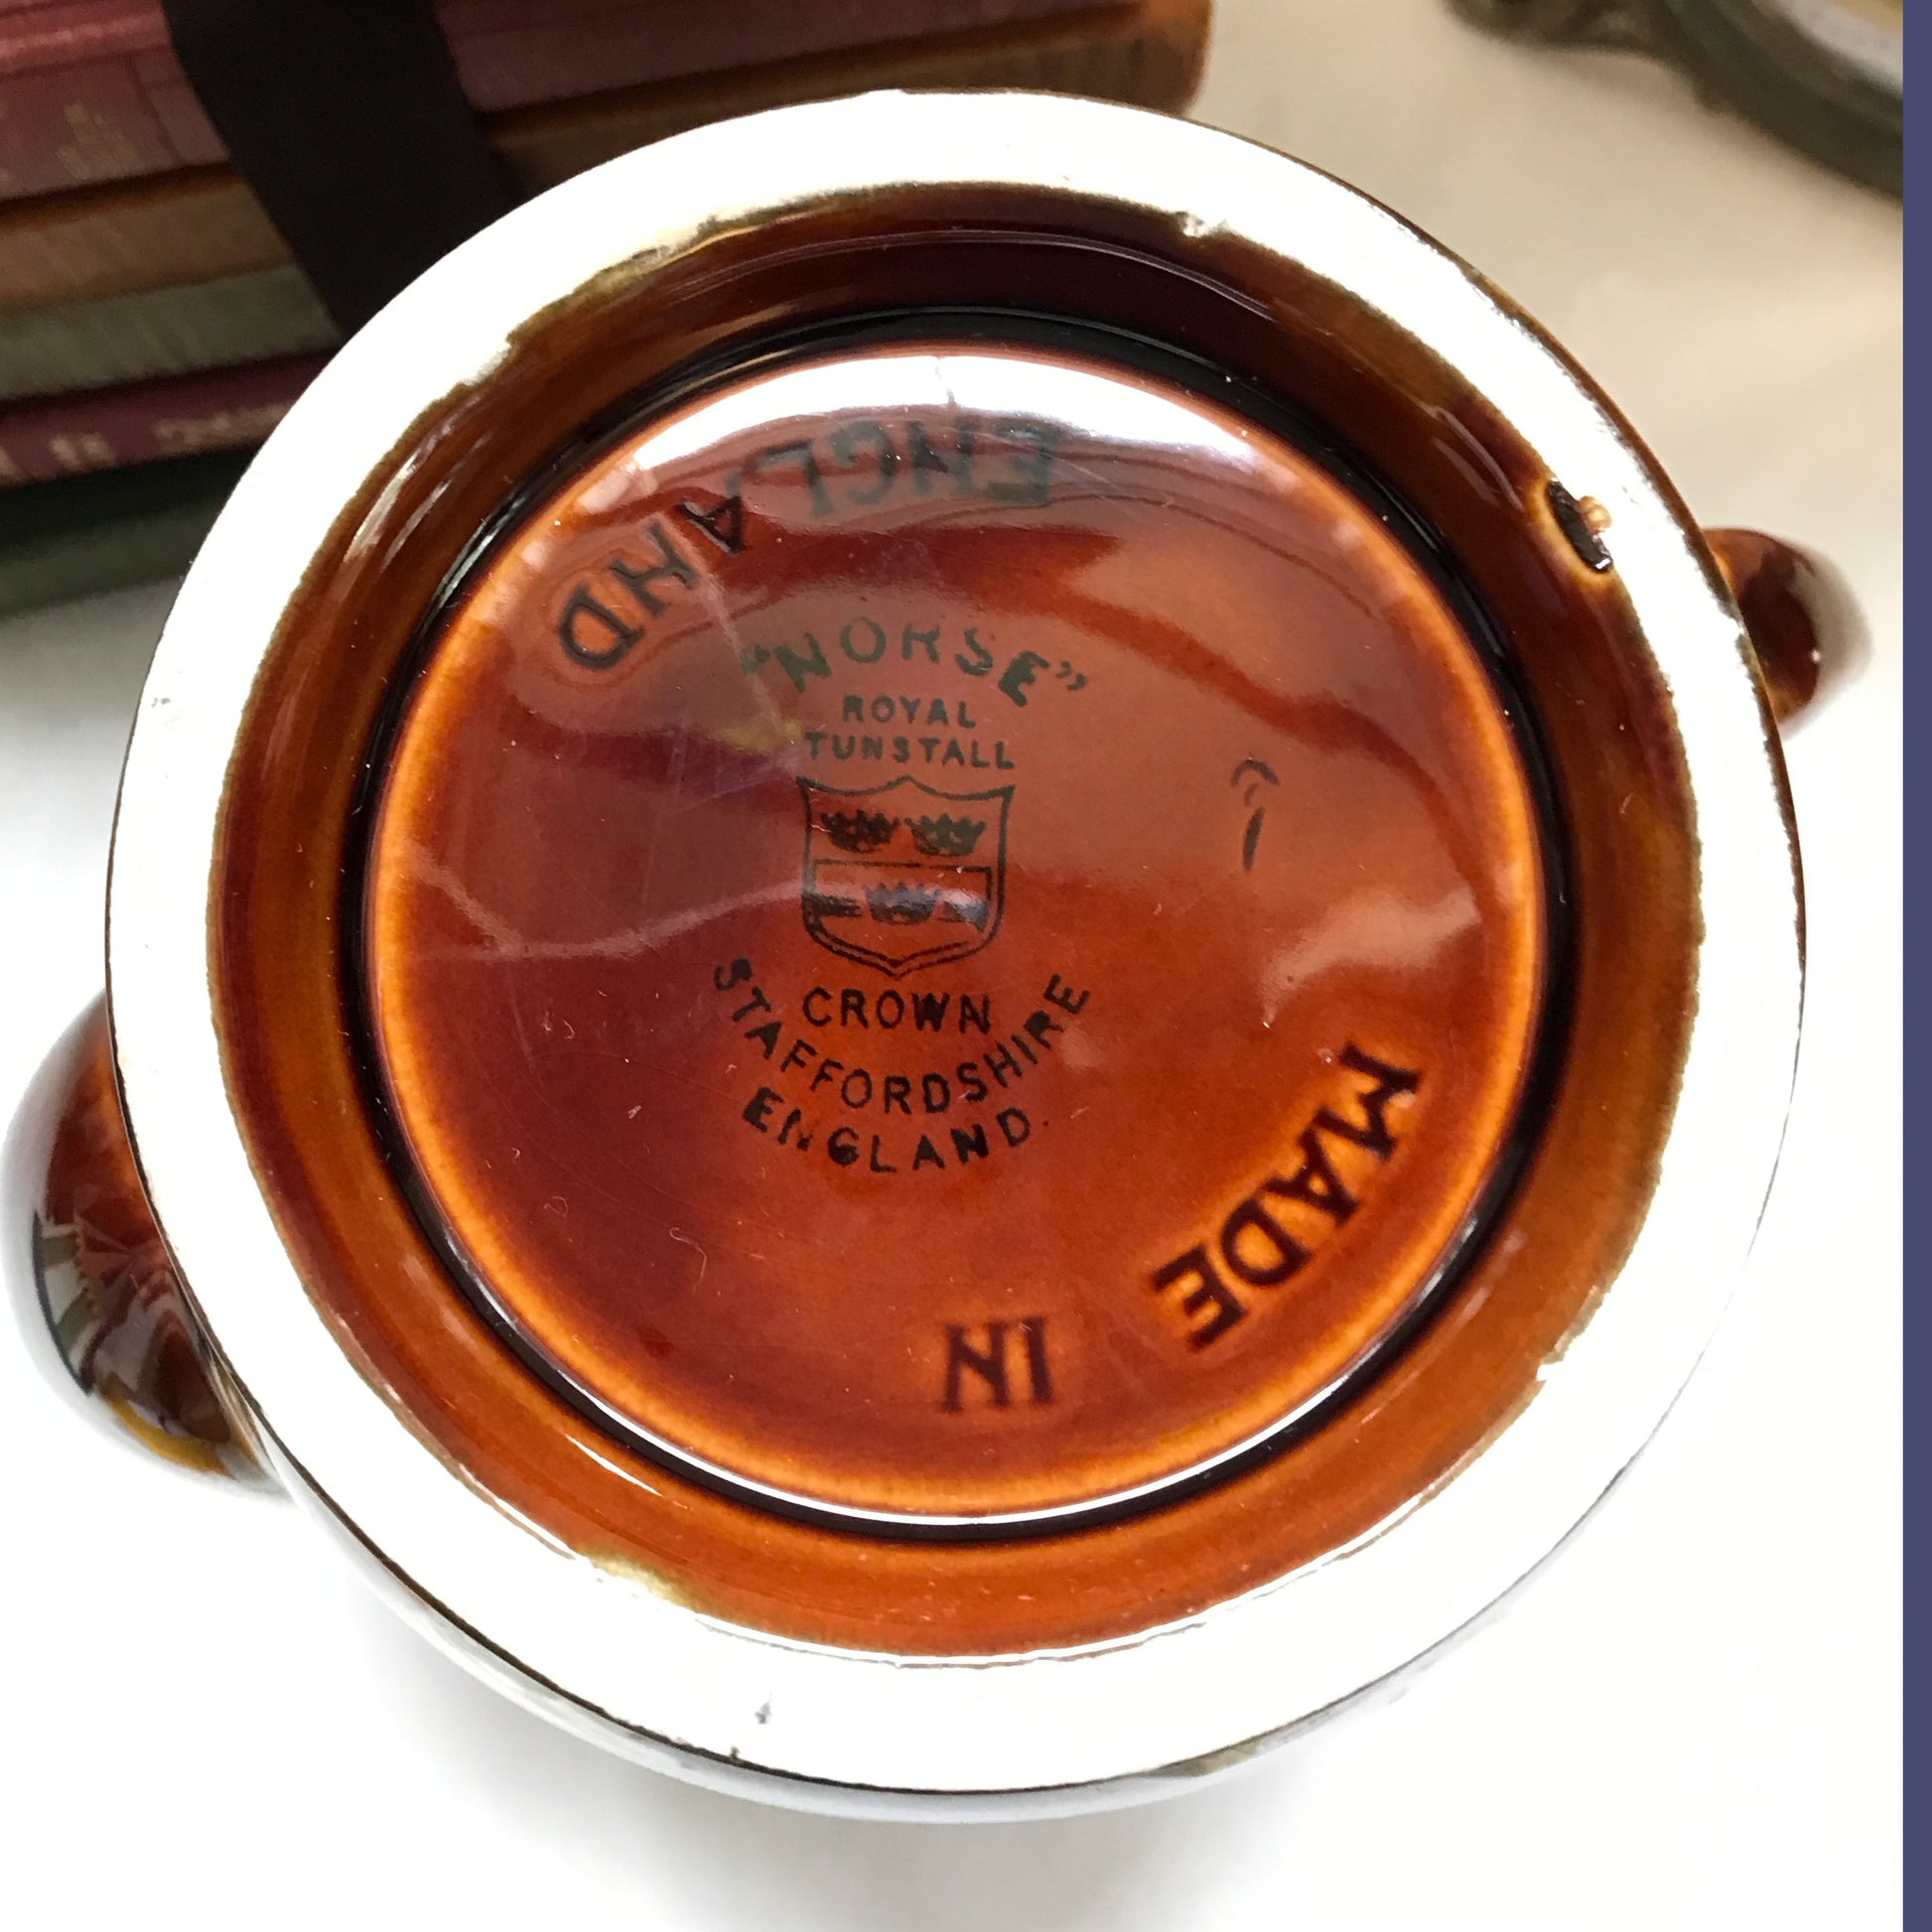 "NORSE"
ROYAL
TUNSTALL
CROWN
STAFFORDSHIRE
ENGLAND.
MADE
IN
ENGLAND